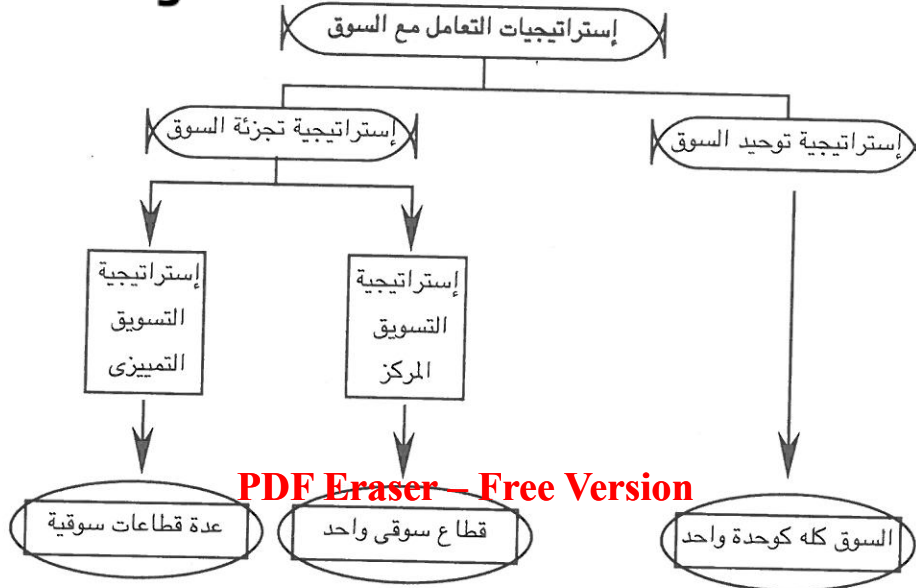 إستراتيجيات التعامل مع السوق
إستراتيجية توحيد السوق
إستراتيجية تجزئة السوق
إستراتيجية
التسويق
المركز
إستراتيجية
التسويق
التمييزى
PDF Eraser – Free Version
السوق كله كوحدة واحد
قطاع سوقى واحد
عدة قطاعات سوقية